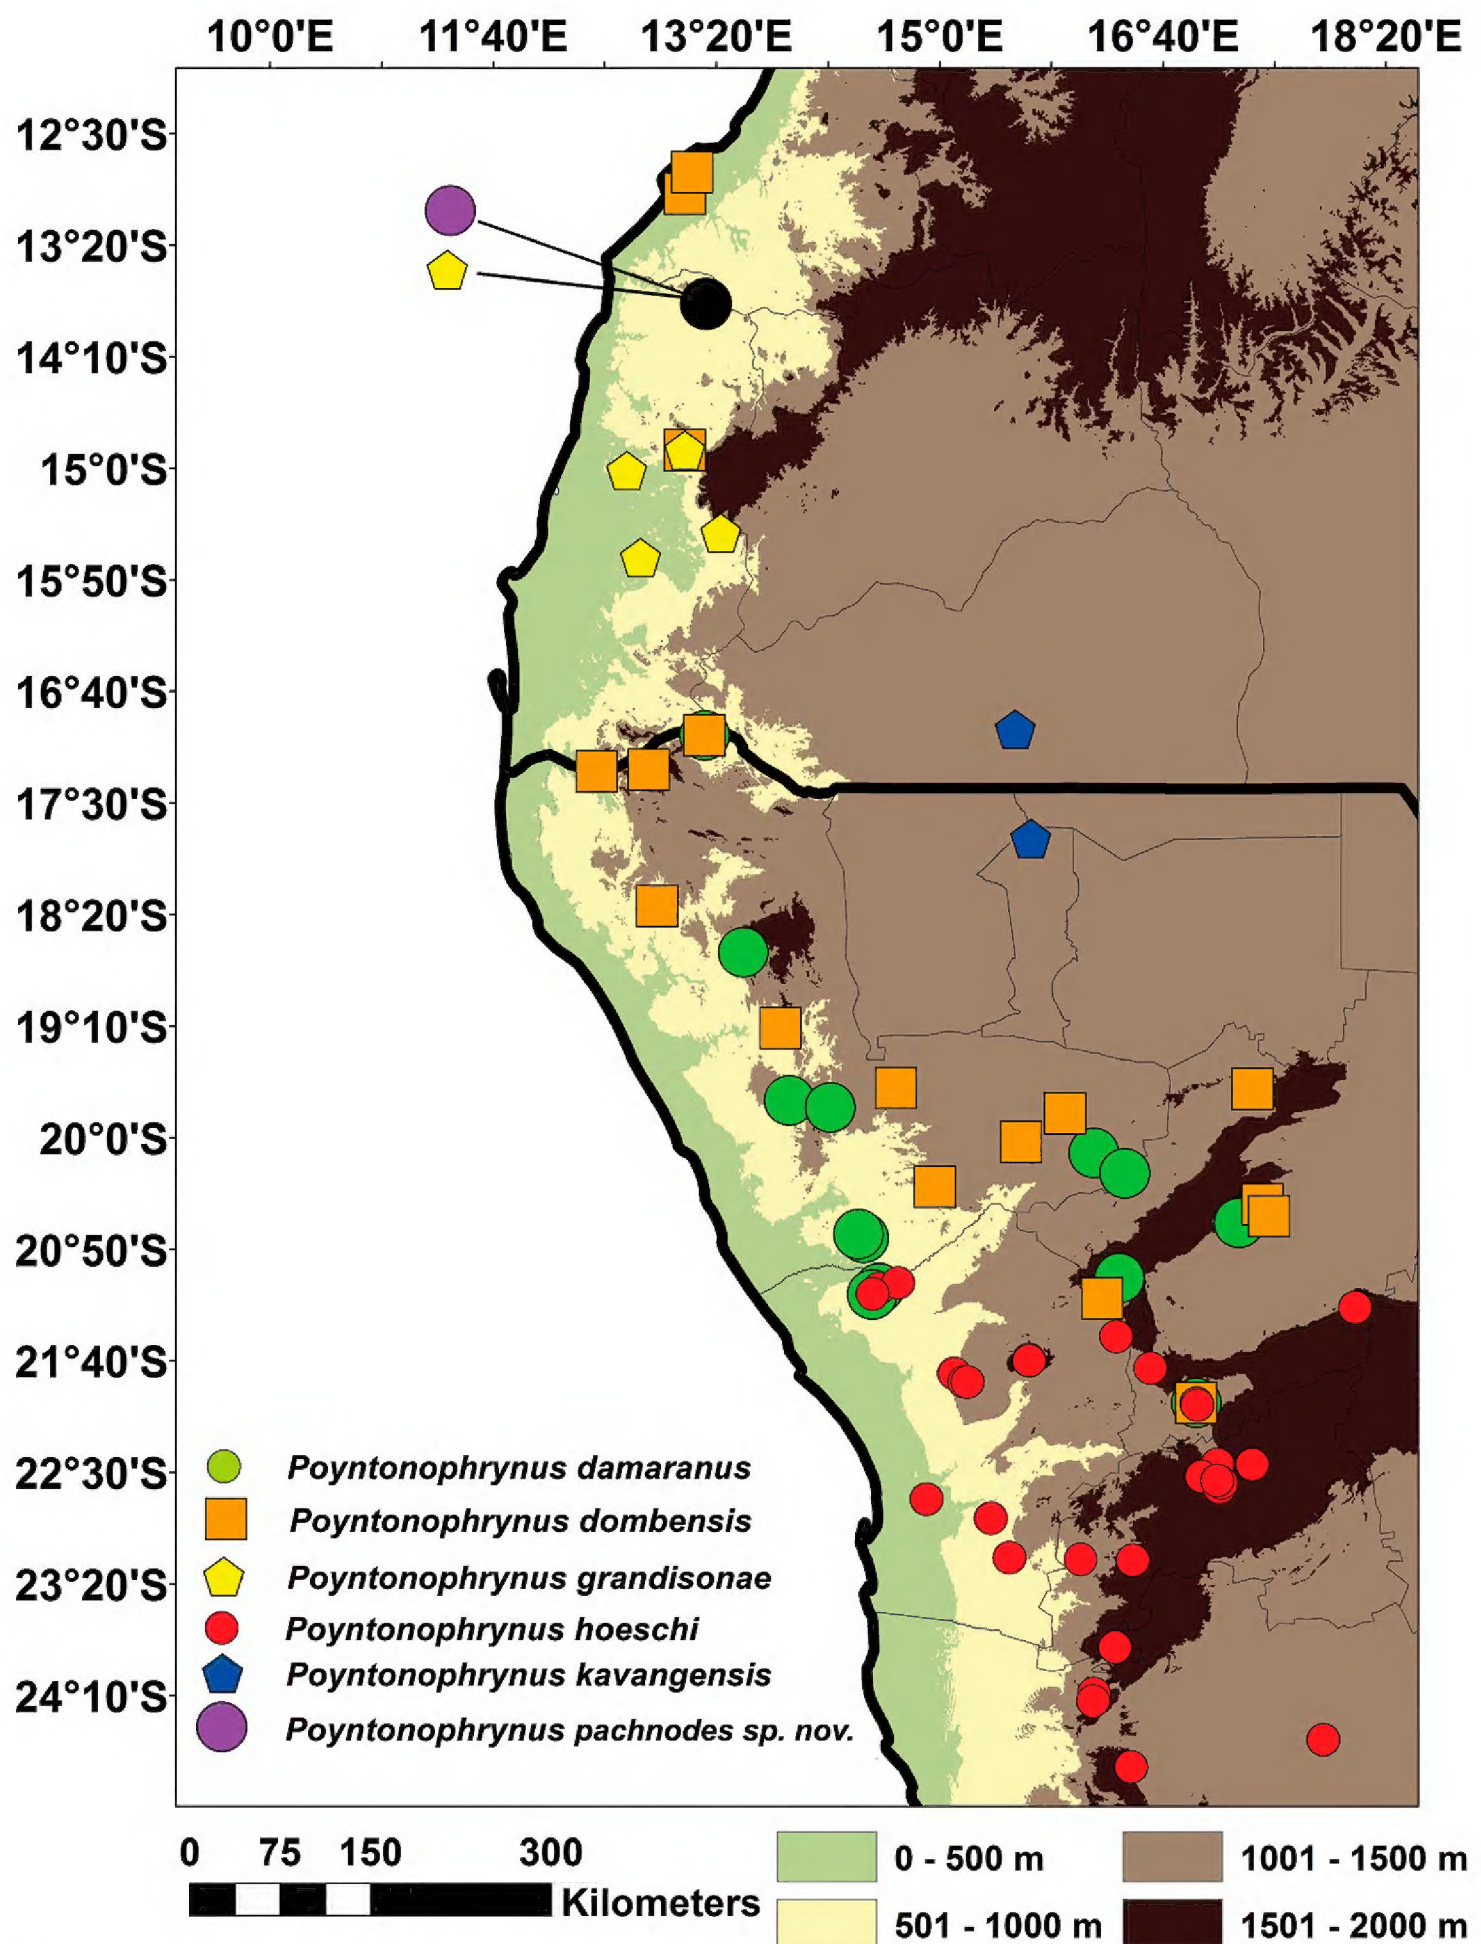 10°0'E 11°40'E 13°20'E 15°0'E 16°40'E 18°20'E
12°30'S
13°20'S
14°10'S
15°0'S
15°50'S
16°40'S
17°30'S
18°20'S
19°10'S
20°0'S
20°50'S
21°40'S
22°30'S
23°20'S
24°10'S
Poyntonophrynus damaranus
Poyntonophrynus dombensis
Poyntonophrynus grandisonae
Poyntonophrynus hoeschi
Poyntonophrynus kavangensis
Poyntonophrynus pachnodes sp. nov.
0 75 150 300
Kilometers
0 - 500 m
501 - 1000 m
1001 - 1500 m
1501 - 2000 m